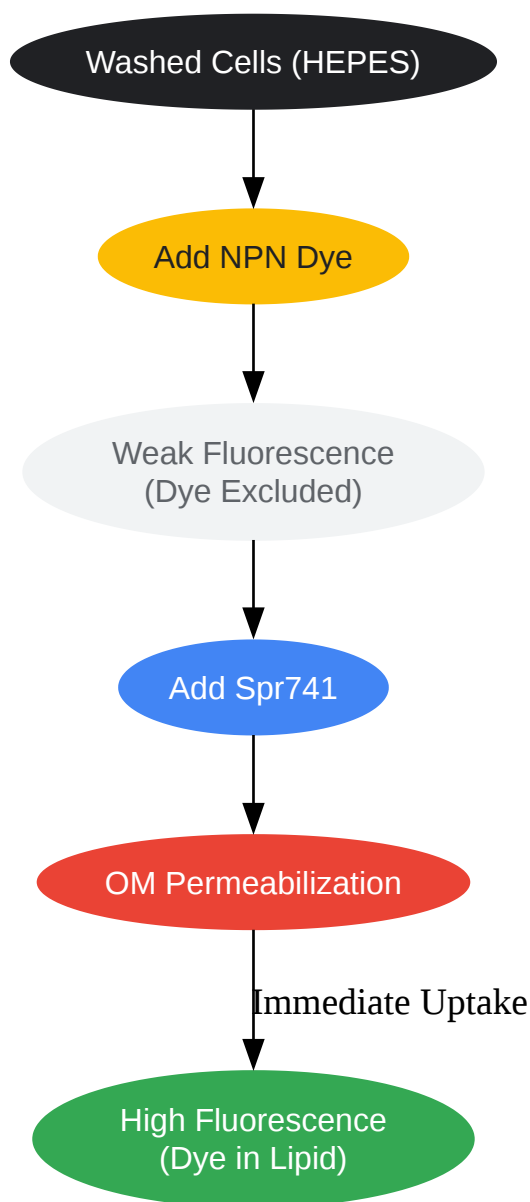 Washed Cells (HEPES)
Add NPN Dye
Weak Fluorescence
(Dye Excluded)
Add Spr741
OM Permeabilization
Immediate Uptake
High Fluorescence
(Dye in Lipid)